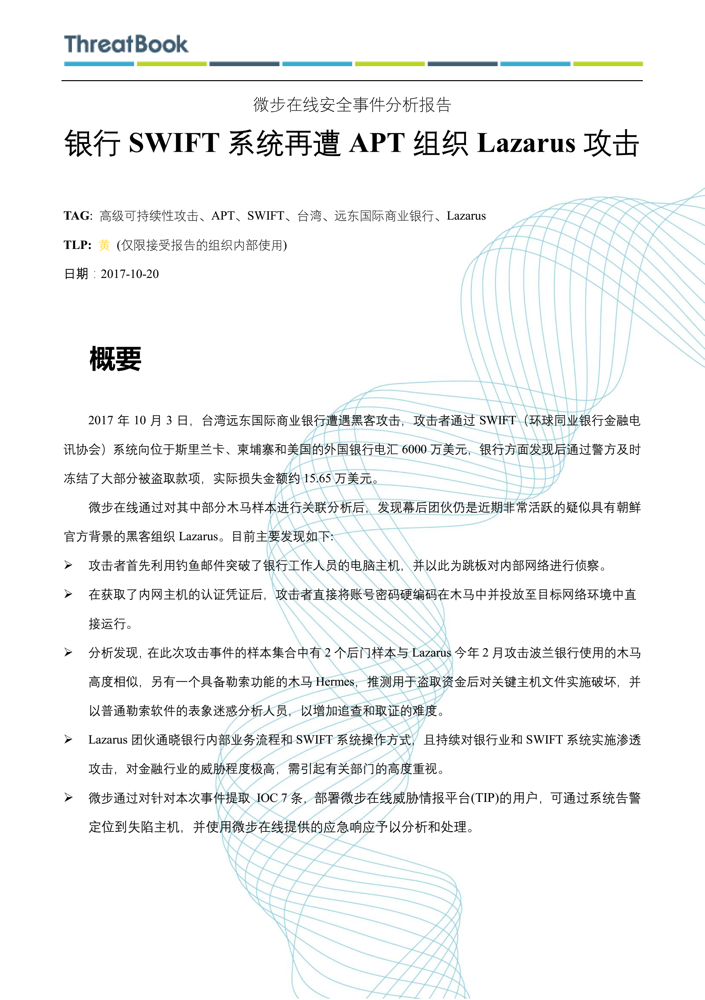 ThreatBook
微步在线安全事件分析报告
银行 SWIFT 系统再遭 APT 组织 Lazarus 攻击
TAG: 高级可持续性攻击、APT、SWIFT、台湾、远东国际商业银行、Lazarus
TLP: 黄 (仅限接受报告的组织内部使用)
日期：2017-10-20
概要
2017 年 10 月 3 日，台湾远东国际商业银行遭遇黑客攻击，攻击者通过 SWIFT（环球同业银行金融电
讯协会）系统向位于斯里兰卡、柬埔寨和美国的外国银行电汇 6000 万美元，银行方面发现后通过警方及时
冻结了大部分被盗取款项，实际损失金额约 15.65 万美元。
微步在线通过对其中部分木马样本进行关联分析后，发现幕后团伙仍是近期非常活跃的疑似具有朝鲜
官方背景的黑客组织 Lazarus。目前主要发现如下:
➢ 攻击者首先利用钓鱼邮件突破了银行工作人员的电脑主机，并以此为跳板对内部网络进行侦察。
➢ 在获取了内网主机的认证凭证后，攻击者直接将账号密码硬编码在木马中并投放至目标网络环境中直
接运行。
➢ 分析发现，在此次攻击事件的样本集合中有 2 个后门样本与 Lazarus 今年 2 月攻击波兰银行使用的木马
高度相似，另有一个具备勒索功能的木马 Hermes，推测用于盗取资金后对关键主机文件实施破坏，并
以普通勒索软件的表象迷惑分析人员，以增加追查和取证的难度。
➢ Lazarus 团伙通晓银行内部业务流程和 SWIFT 系统操作方式，且持续对银行业和 SWIFT 系统实施渗透
攻击，对金融行业的威胁程度极高，需引起有关部门的高度重视。
➢ 微步通过对针对本次事件提取 IOC 7 条，部署微步在线威胁情报平台(TIP)的用户，可通过系统告警
定位到失陷主机，并使用微步在线提供的应急响应予以分析和处理。